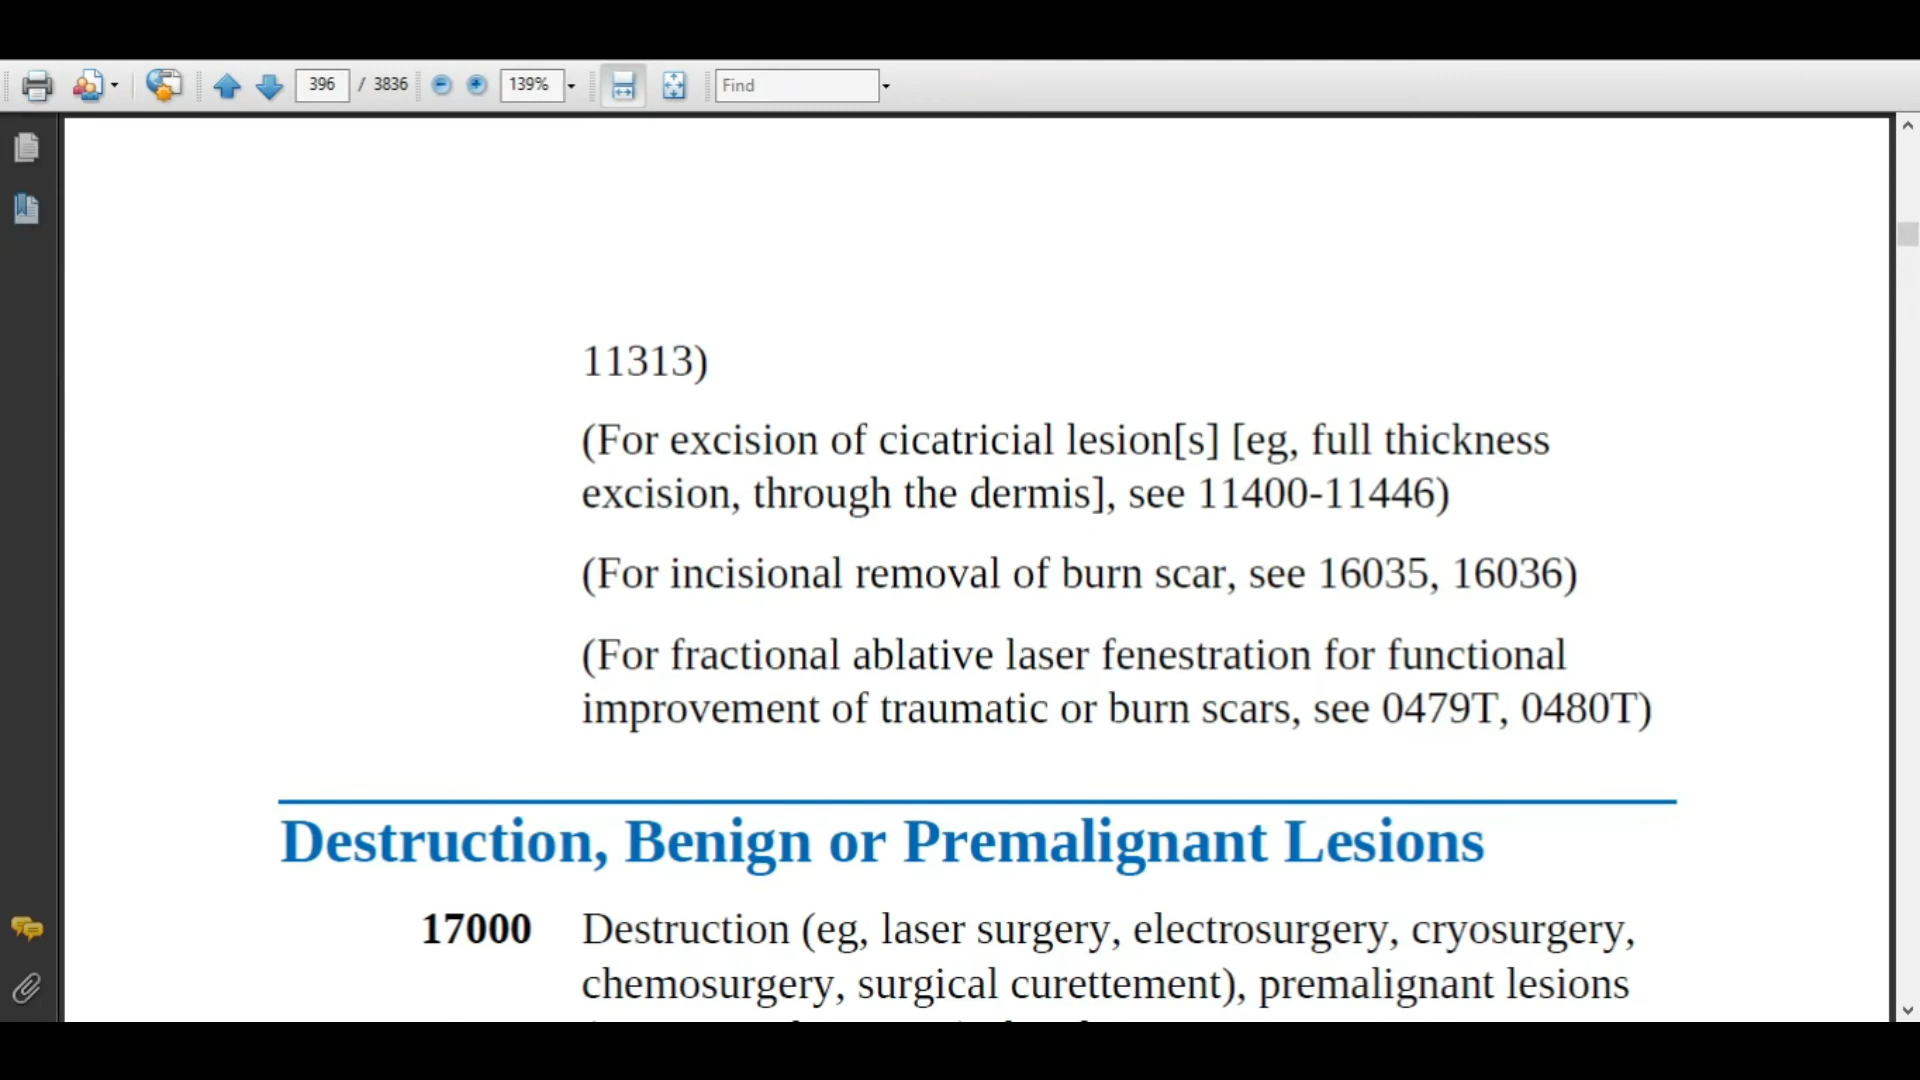 396 / 3836 139% Find
11313)
(For excision of cicatricial lesion[s] [eg, full thickness
excision, through the dermis], see 11400-11446)
(For incisional removal of burn scar, see 16035, 16036)
(For fractional ablative laser fenestration for functional
improvement of traumatic or burn scars, see 0479T, 0480T)
Destruction, Benign or Premalignant Lesions
17000 Destruction (eg, laser surgery, electrosurgery, cryosurgery,
chemosurgery, surgical curettement), premalignant lesions